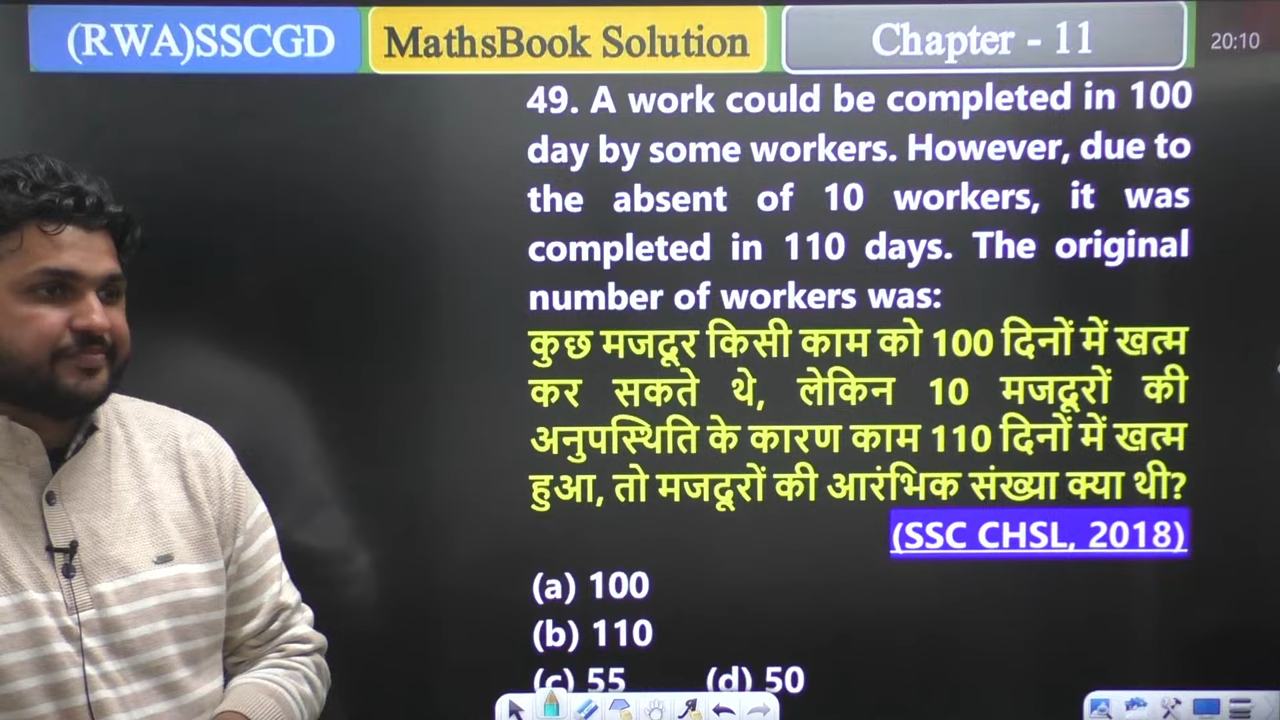 (RWA)SSCGD MathsBook Solution Chapter - 11 20:10
49. A work could be completed in 100
day by some workers. However, due to
the absent of 10 workers, it was
completed in 110 days. The original
number of workers was:
कुछ मजदूर किसी काम को 100 दिनों में खत्म
कर सकते थे, लेकिन 10 मजदूरों की
अनुपस्थिति के कारण काम 110 दिनों में खत्म
हुआ, तो मजदूरों की आरंभिक संख्या क्या थी?
(SSC CHSL, 2018)
(a) 100
(b) 110
(c) 55 (d) 50